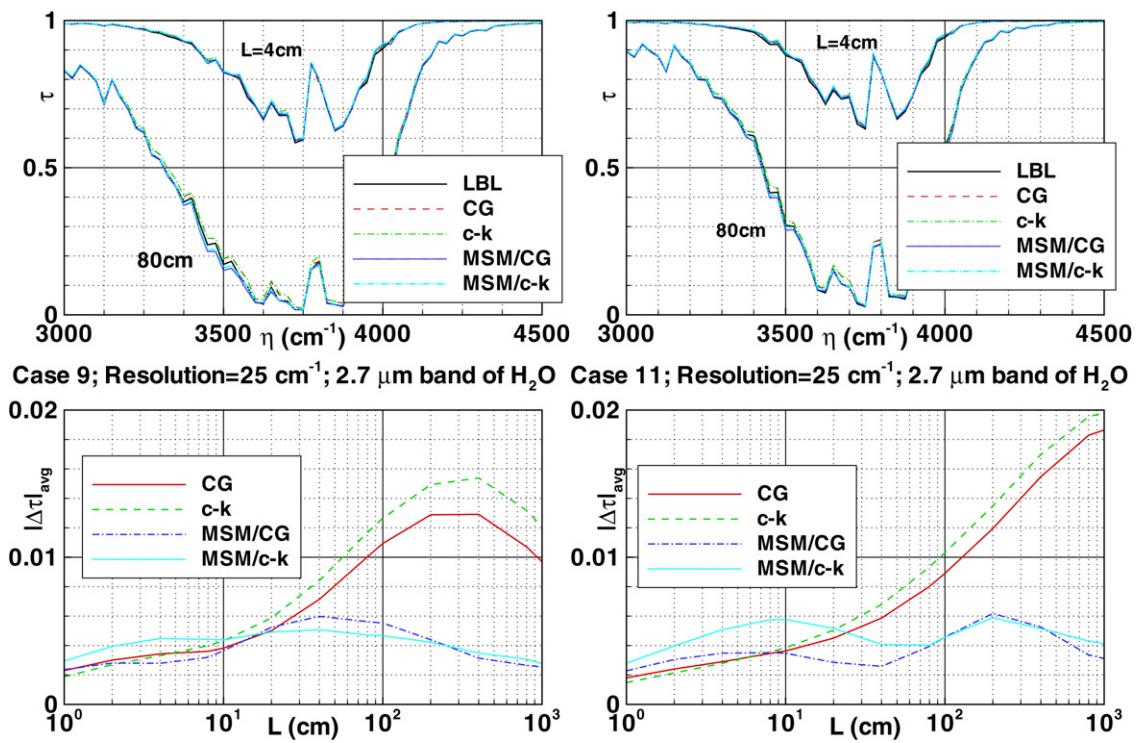 1
τ
0.5
0
L=4cm
80cm
LBL
CG
c-k
MSM/CG
MSM/c-k
3000 3500 4000 4500
η (cm⁻¹)
1
τ
0.5
0
L=4cm
80cm
LBL
CG
c-k
MSM/CG
MSM/c-k
3000 3500 4000 4500
η (cm⁻¹)
Case 9; Resolution=25 cm⁻¹; 2.7 μm band of H₂O
Case 11; Resolution=25 cm⁻¹; 2.7 μm band of H₂O
0.02
|Δτ|avg
0.01
0
CG
c-k
MSM/CG
MSM/c-k
10⁰ 10¹ 10² 10³
L (cm)
0.02
|Δτ|avg
0.01
0
CG
c-k
MSM/CG
MSM/c-k
10⁰ 10¹ 10² 10³
L (cm)